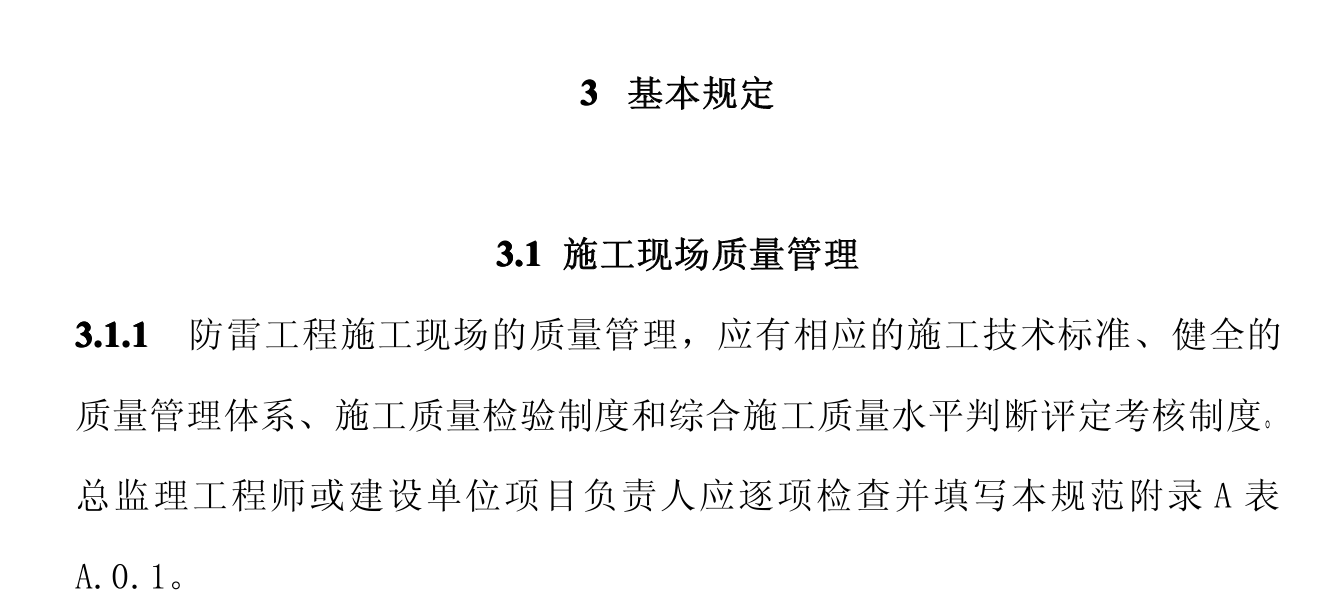 3 基本规定
3.1 施工现场质量管理
3.1.1 防雷工程施工现场的质量管理，应有相应的施工技术标准、健全的
质量管理体系、施工质量检验制度和综合施工质量水平判断评定考核制度。
总监理工程师或建设单位项目负责人应逐项检查并填写本规范附录 A 表
A.0.1。